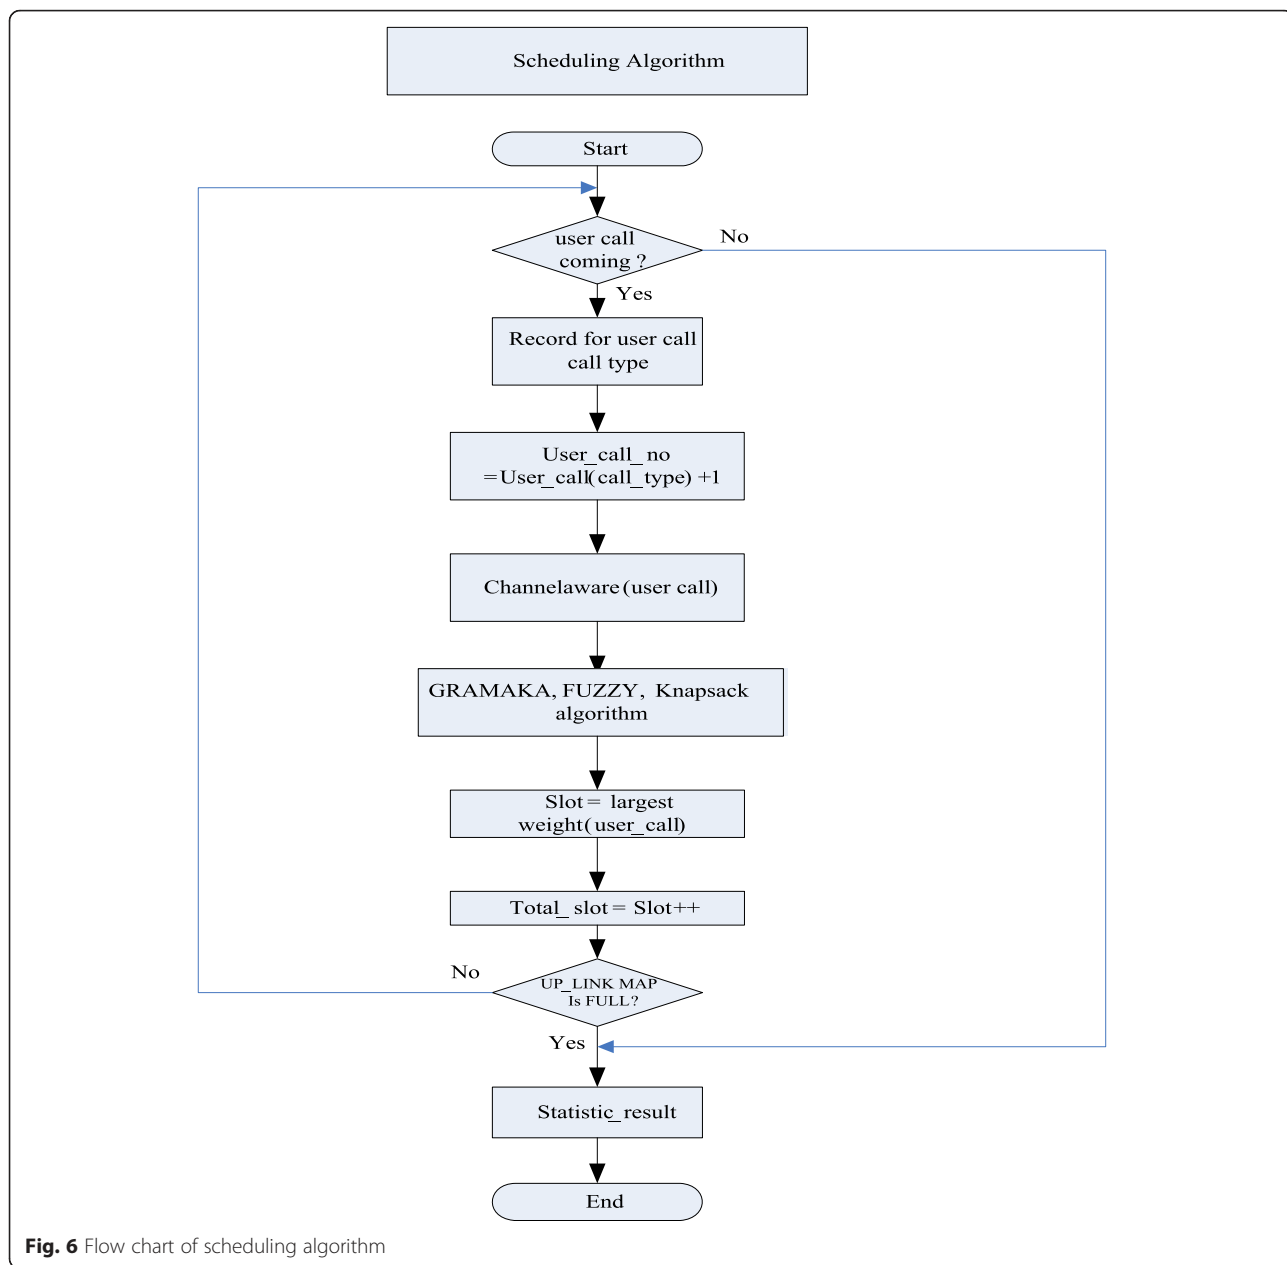 Scheduling Algorithm
Start
user call
coming ?
No
Yes
Record for user call
call type
User_call_no
=User_call(call_type) +1
Channelaware(user call)
GRAMAKA, FUZZY, Knapsack
algorithm
Slot= largest
weight(user_call)
Total_ slot= Slot++
No
UP_LINK MAP
Is FULL?
Yes
Statistic_result
End
Fig. 6 Flow chart of scheduling algorithm